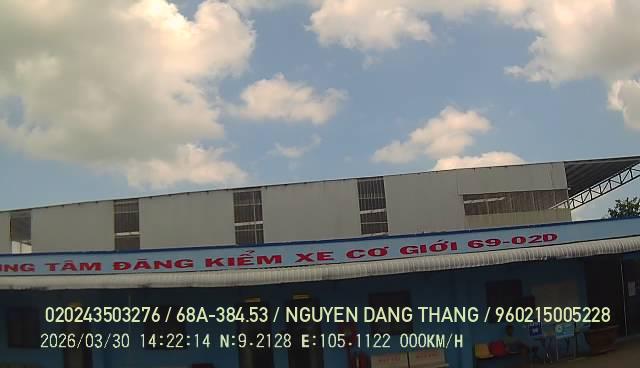 NG TÂM ĐĂNG KIỂM XE CƠ GIỚI 69-02D
020243503276 / 68A-384.53 / NGUYEN DANG THANG / 960215005228
2026/03/30 14:22:14 N:9.2128 E:105.1122 000KM/H